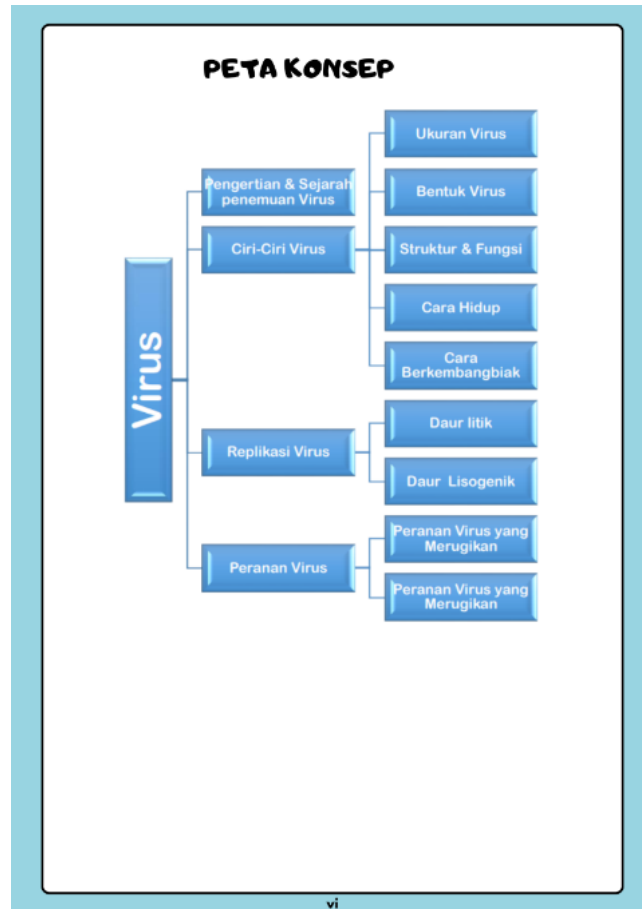 PETA KONSEP
Virus
Pengertian & Sejarah
penemuan Virus
Ciri-Ciri Virus
Ukuran Virus
Bentuk Virus
Struktur & Fungsi
Cara Hidup
Cara
Berkembangbiak
Replikasi Virus
Daur litik
Daur Lisogenik
Peranan Virus
Peranan Virus yang
Merugikan
Peranan Virus yang
Merugikan
vi